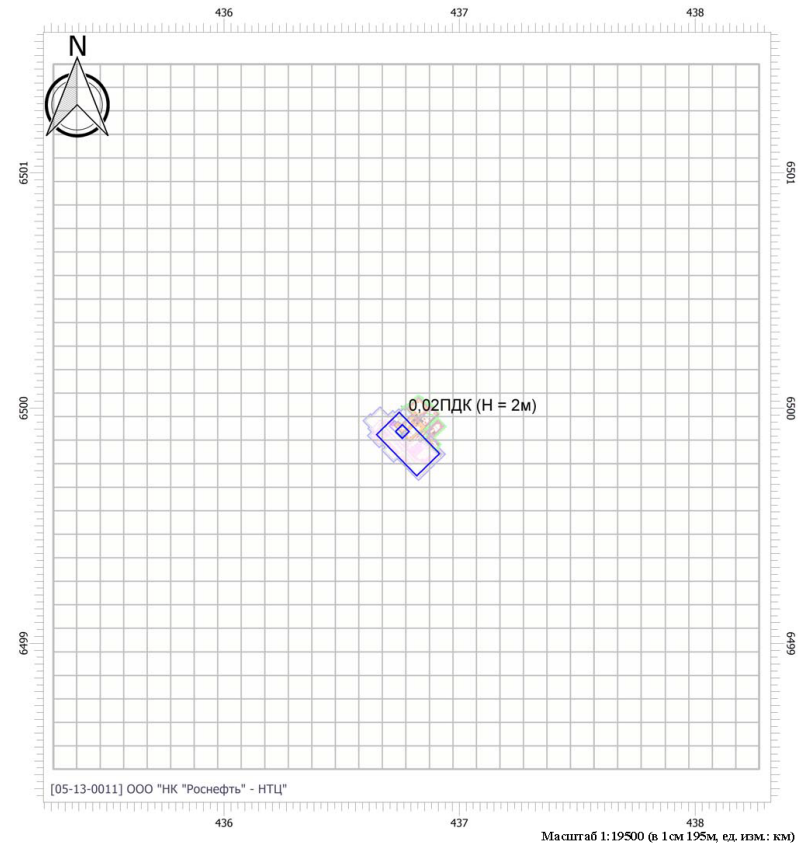 436 437 438
N
6501 6501
0,02ПДК (Н = 2м)
6500 6500
6499 6499
[05-13-0011] ООО "НК "Роснефть" - НТЦ"
436 437 438
Масштаб 1:19500 (в 1см 195м, ед. изм.: км)